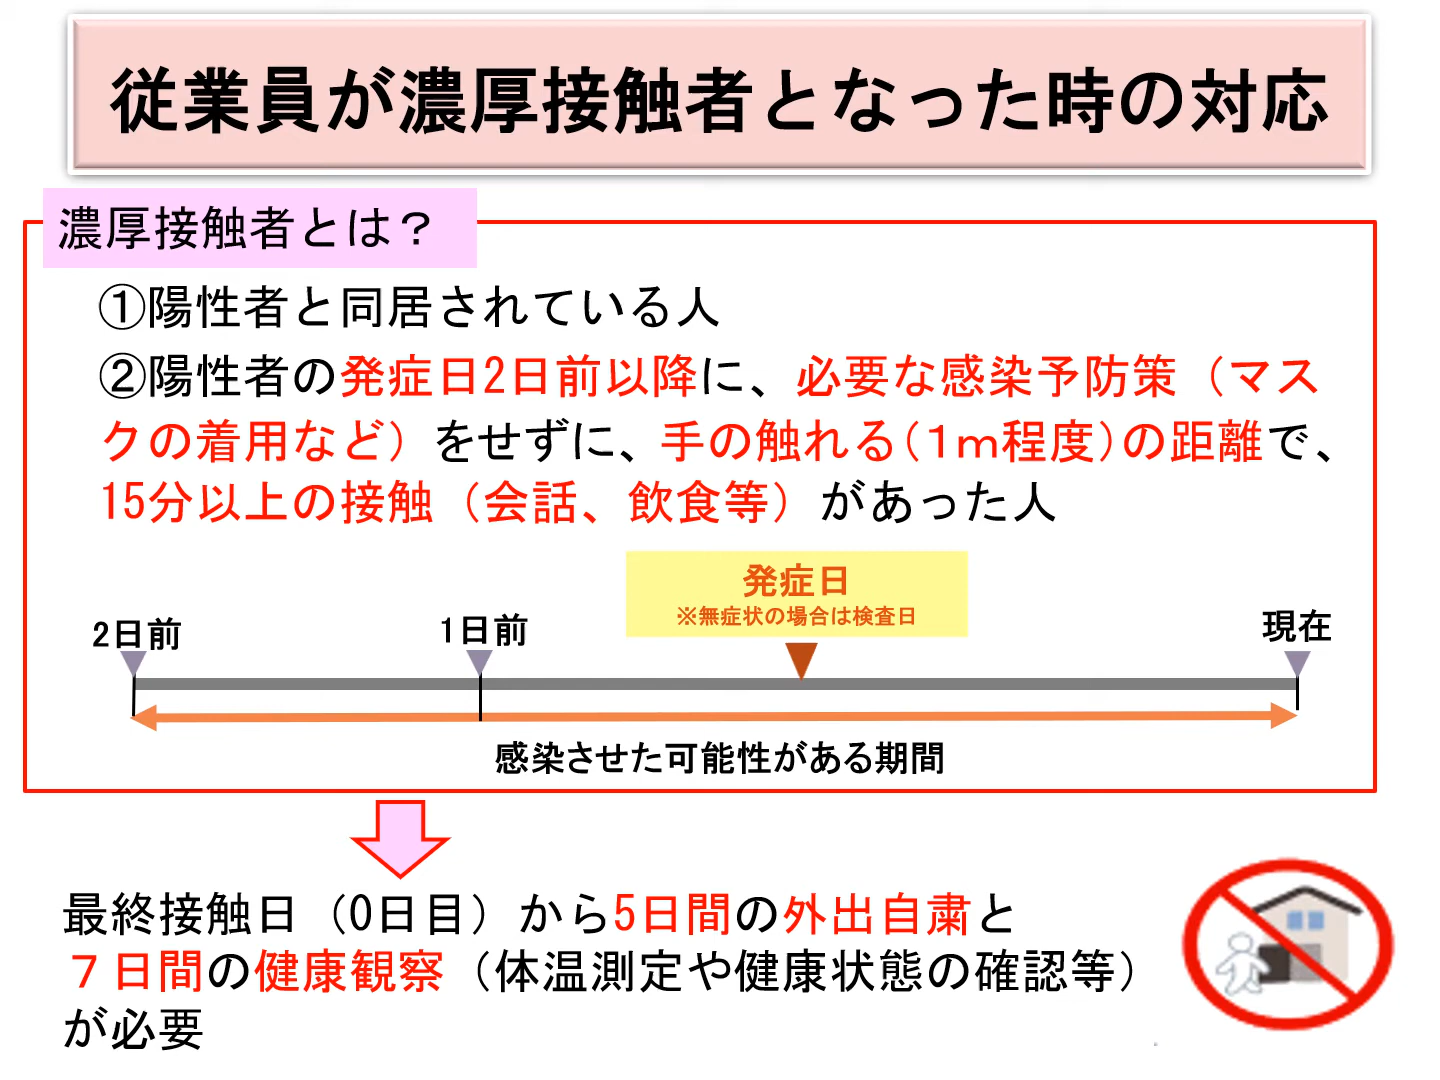 従業員が濃厚接触者となった時の対応
濃厚接触者とは？
①陽性者と同居されている人
②陽性者の発症日2日前以降に、必要な感染予防策（マス
クの着用など）をせずに、手の触れる(１ｍ程度)の距離で、
15分以上の接触（会話、飲食等）があった人
発症日
※無症状の場合は検査日
2日前
1日前
現在
感染させた可能性がある期間
最終接触日（0日目）から5日間の外出自粛と
７日間の健康観察（体温測定や健康状態の確認等）
が必要